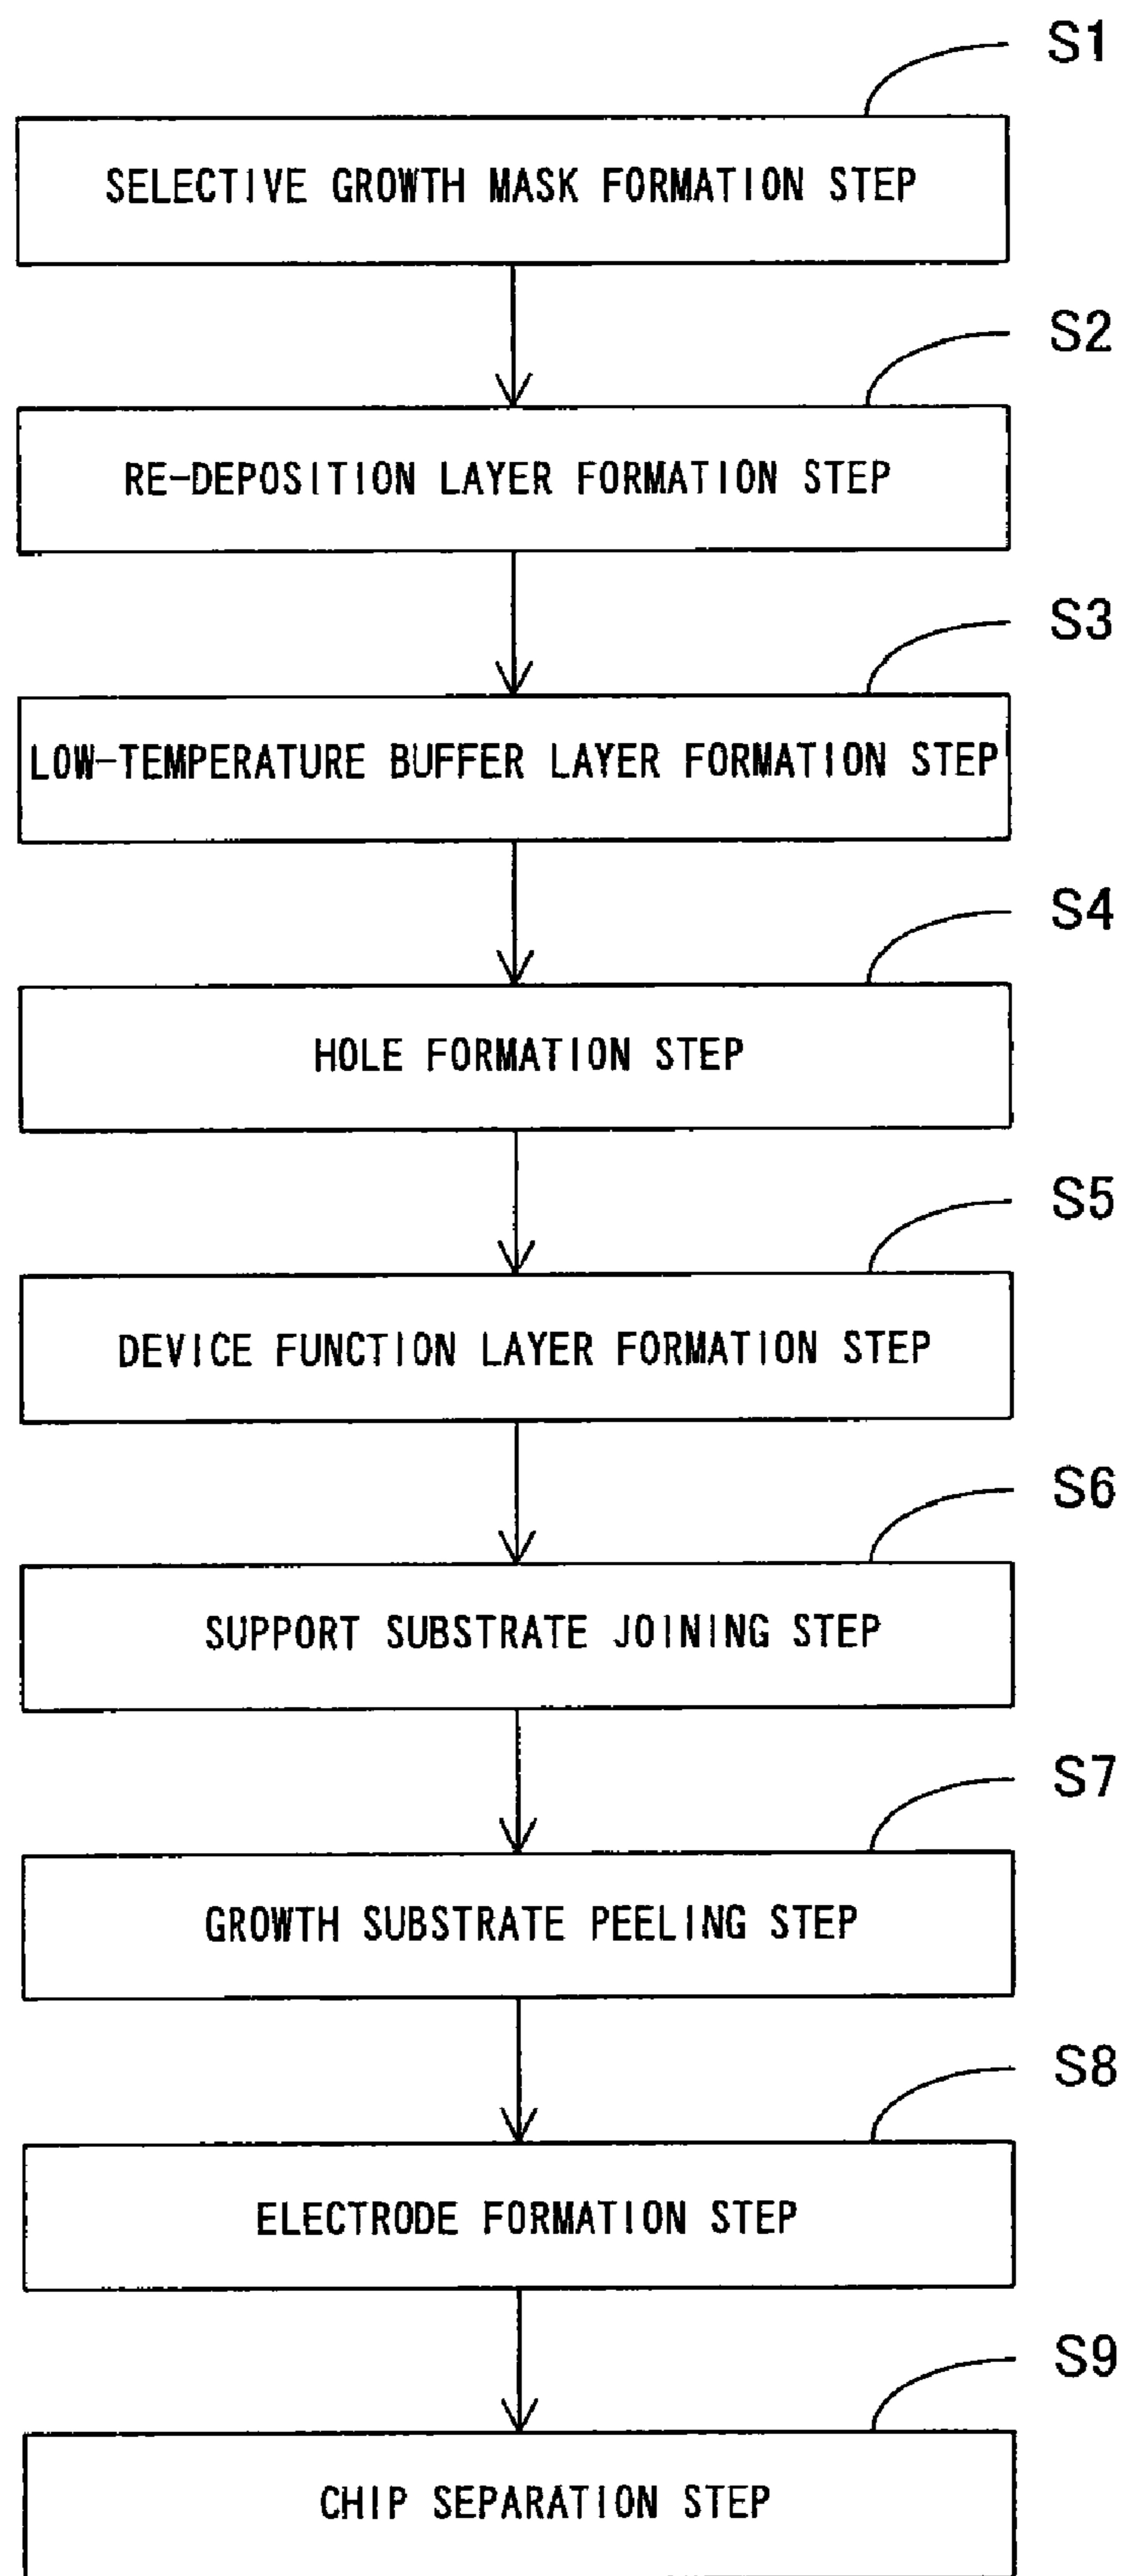 S1
SELECTIVE GROWTH MASK FORMATION STEP
S2
RE-DEPOSITION LAYER FORMATION STEP
S3
LOW-TEMPERATURE BUFFER LAYER FORMATION STEP
S4
HOLE FORMATION STEP
S5
DEVICE FUNCTION LAYER FORMATION STEP
S6
SUPPORT SUBSTRATE JOINING STEP
S7
GROWTH SUBSTRATE PEELING STEP
S8
ELECTRODE FORMATION STEP
S9
CHIP SEPARATION STEP